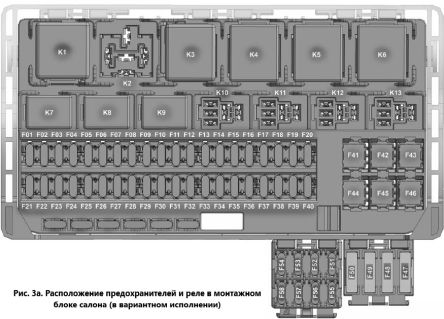 K1 K2 K3 K4 K5 K6
K7 K8 K9 K10 K11 K12 K13
F01 F02 F03 F04 F05 F06 F07 F08 F09 F10 F11 F12 F13 F14 F15 F16 F17 F18 F19 F20
F41 F42 F43
F44 F45 F46
F21 F22 F23 F24 F25 F26 F27 F28 F29 F30 F31 F32 F33 F34 F35 F36 F37 F38 F39 F40
F54 F53 F52 F51
F50 F49 F48 F47
F58 F57 F56 F55
Рис. 3а. Расположение предохранителей и реле в монтажном
блоке салона (в вариантном исполнении)